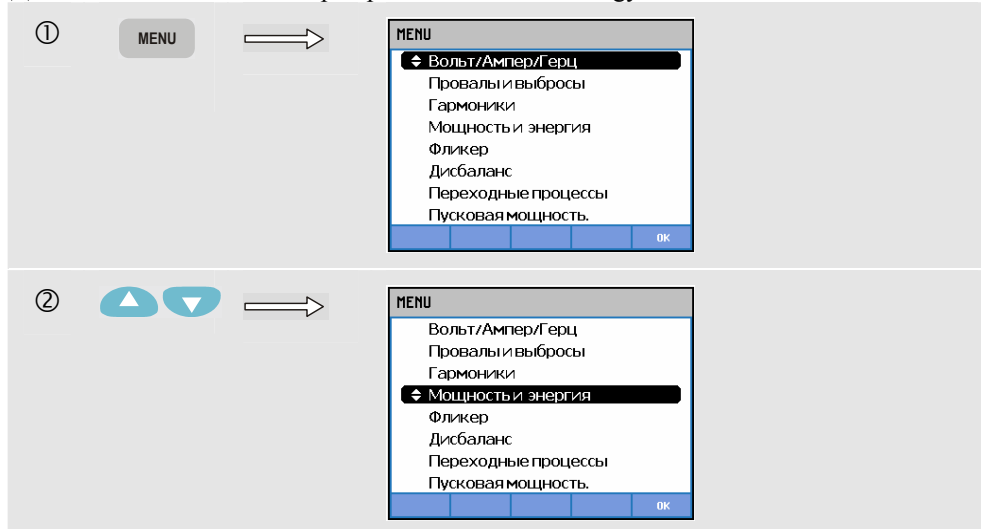 ①
MENU
MENU
Вольт/Ампер/Герц
Провалы и выбросы
Гармоники
Мощность и энергия
Фликер
Дисбаланс
Переходные процессы
Пусковая мощность.
OK
②
MENU
Вольт/Ампер/Герц
Провалы и выбросы
Гармоники
Мощность и энергия
Фликер
Дисбаланс
Переходные процессы
Пусковая мощность.
OK